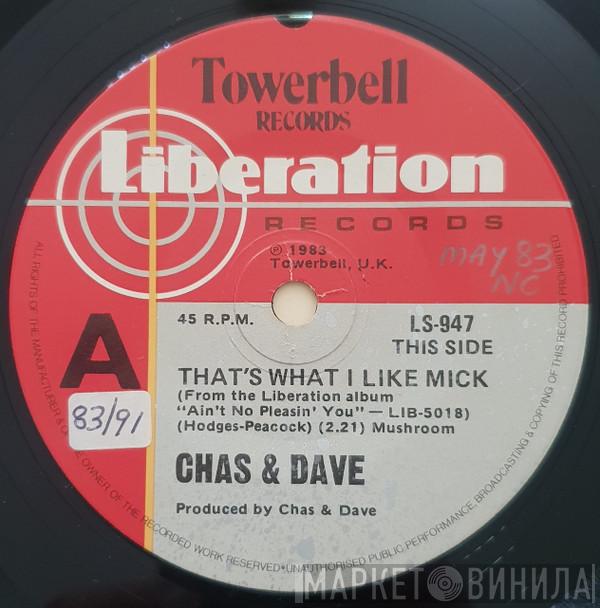 Towerbell
RECORDS
Liberation
RECORDS
℗ 1983
Towerbell, U.K.
MAY 83
NC
45 R.P.M.
LS-947
THIS SIDE
A
83/91
THAT'S WHAT I LIKE MICK
(From the Liberation album
"Ain't No Pleasin' You" — LIB-5018)
(Hodges-Peacock) (2.21) Mushroom
CHAS & DAVE
Produced by Chas & Dave
ALL RIGHTS OF THE MANUFACTURER & OWNER OF THE RECORDED WORK RESERVED • UNAUTHORISED PUBLIC PERFORMANCE, BROADCASTING & COPYING OF THIS RECORD PROHIBITED
МАРКЕТ ВИНИЛА